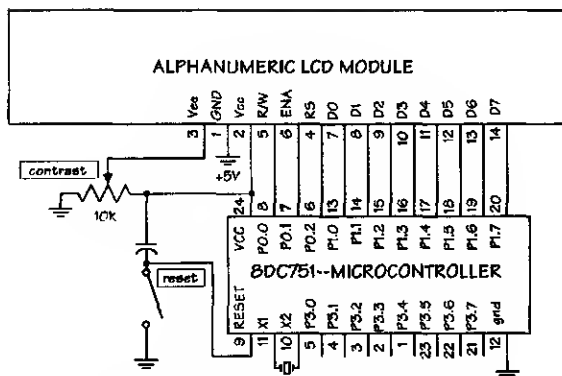 ALPHANUMERIC LCD MODULE
Vee GND Vcc R/W ENA RS D0 D1 D2 D3 D4 D5 D6 D7
3 1 2 5 6 4 7 8 9 10 11 12 13 14
contrast
+5V
10K
24 8 7 6 13 14 15 16 17 18 19 20
VCC P0.0 P0.1 P0.2 P1.0 P1.1 P1.2 P1.3 P1.4 P1.5 P1.6 P1.7
8DC751--MICROCONTROLLER
reset
RESET X1 X2 P3.0 P3.1 P3.2 P3.3 P3.4 P3.5 P3.6 P3.7 gnd
9 11 10 5 4 3 2 1 23 22 21 12